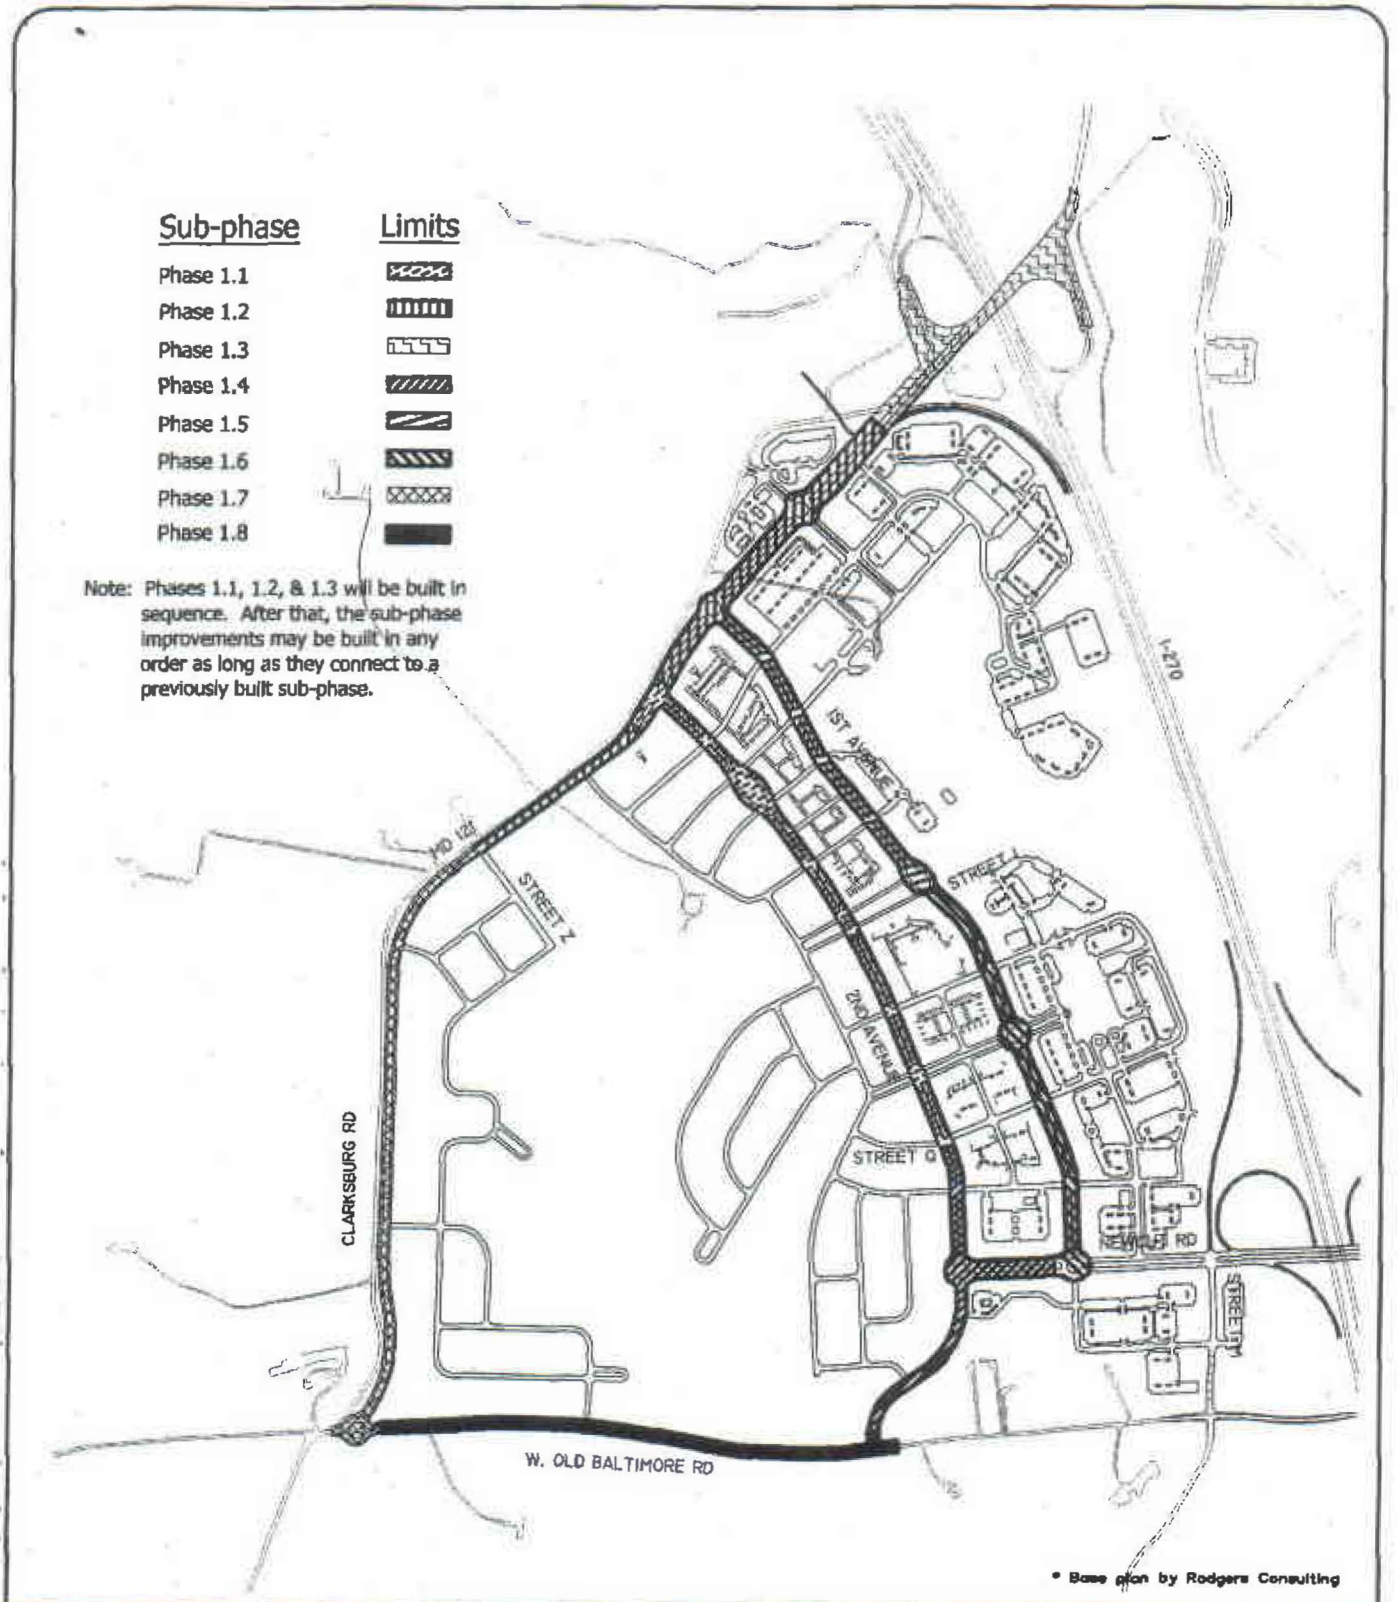 Sub-phase Limits
Phase 1.1
Phase 1.2
Phase 1.3
Phase 1.4
Phase 1.5
Phase 1.6
Phase 1.7
Phase 1.8
Note: Phases 1.1, 1.2, & 1.3 will be built in
sequence. After that, the sub-phase
improvements may be built in any
order as long as they connect to a
previously built sub-phase.
I-270
1ST AVENUE
MD 121
STREET Z
STREET
2ND AVENUE
CLARKSBURG RD
STREET Q
RD
STREET
W. OLD BALTIMORE RD
* Base plan by Rodgers Consulting